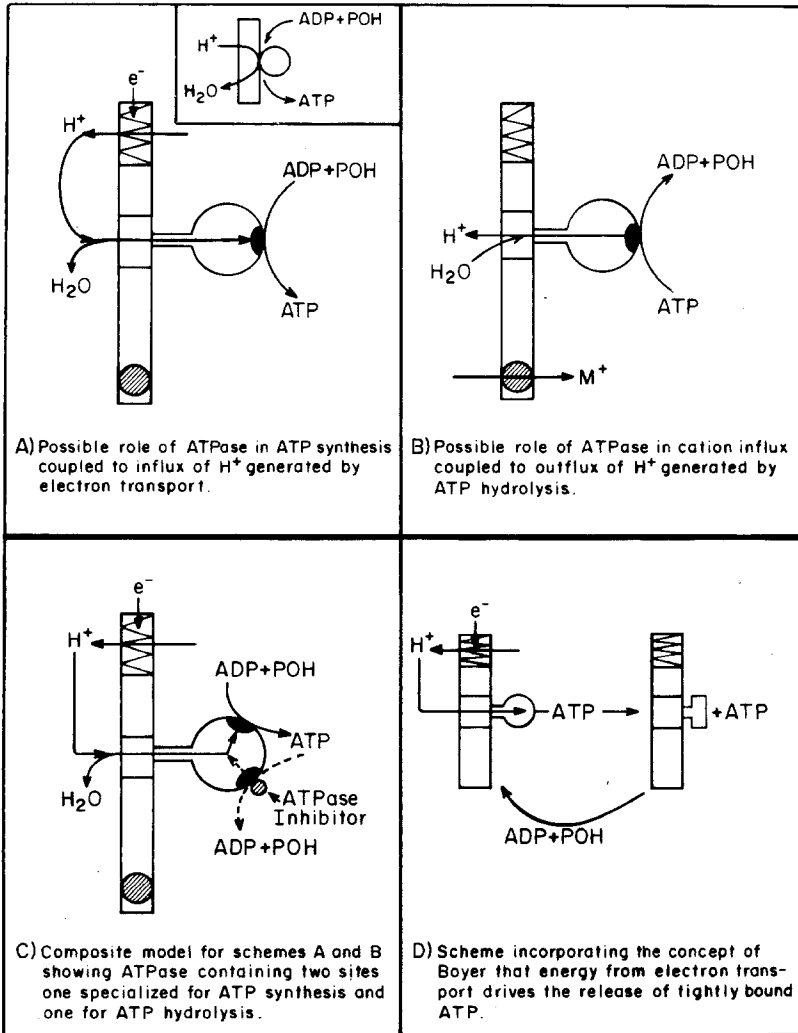 ADP+POH
H+
H2O
ATP
e-
H+
ADP+POH
H2O
ATP
A) Possible role of ATPase in ATP synthesis
coupled to influx of H+ generated by
electron transport.
ADP+POH
H+
H2O
ATP
M+
B) Possible role of ATPase in cation influx
coupled to outflux of H+ generated by
ATP hydrolysis.
e-
H+
ADP+POH
ATP
H2O
ATPase
Inhibitor
ADP+POH
C) Composite model for schemes A and B
showing ATPase containing two sites
one specialized for ATP synthesis and
one for ATP hydrolysis.
e-
H+
ATP
+ATP
ADP+POH
D) Scheme incorporating the concept of
Boyer that energy from electron trans-
port drives the release of tightly bound
ATP.